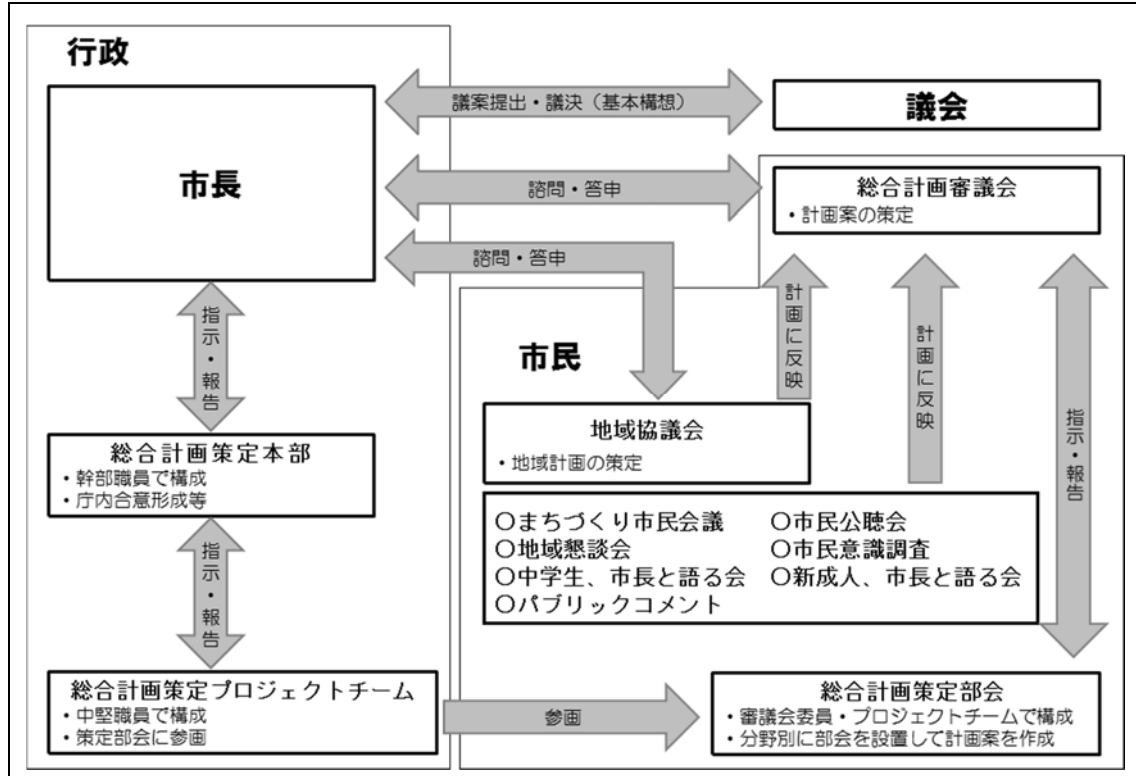 行政
市長
議案提出・議決（基本構想）
議会
諮問・答申
総合計画審議会
・計画案の策定
諮問・答申
指示・報告
計画に反映
計画に反映
指示・報告
市民
地域協議会
・地域計画の策定
総合計画策定本部
・幹部職員で構成
・庁内合意形成等
〇まちづくり市民会議
〇市民公聴会
〇地域懇談会
〇市民意識調査
〇中学生、市長と語る会
〇新成人、市長と語る会
〇パブリックコメント
指示・報告
総合計画策定プロジェクトチーム
・中堅職員で構成
・策定部会に参画
参画
総合計画策定部会
・審議会委員・プロジェクトチームで構成
・分野別に部会を設置して計画案を作成